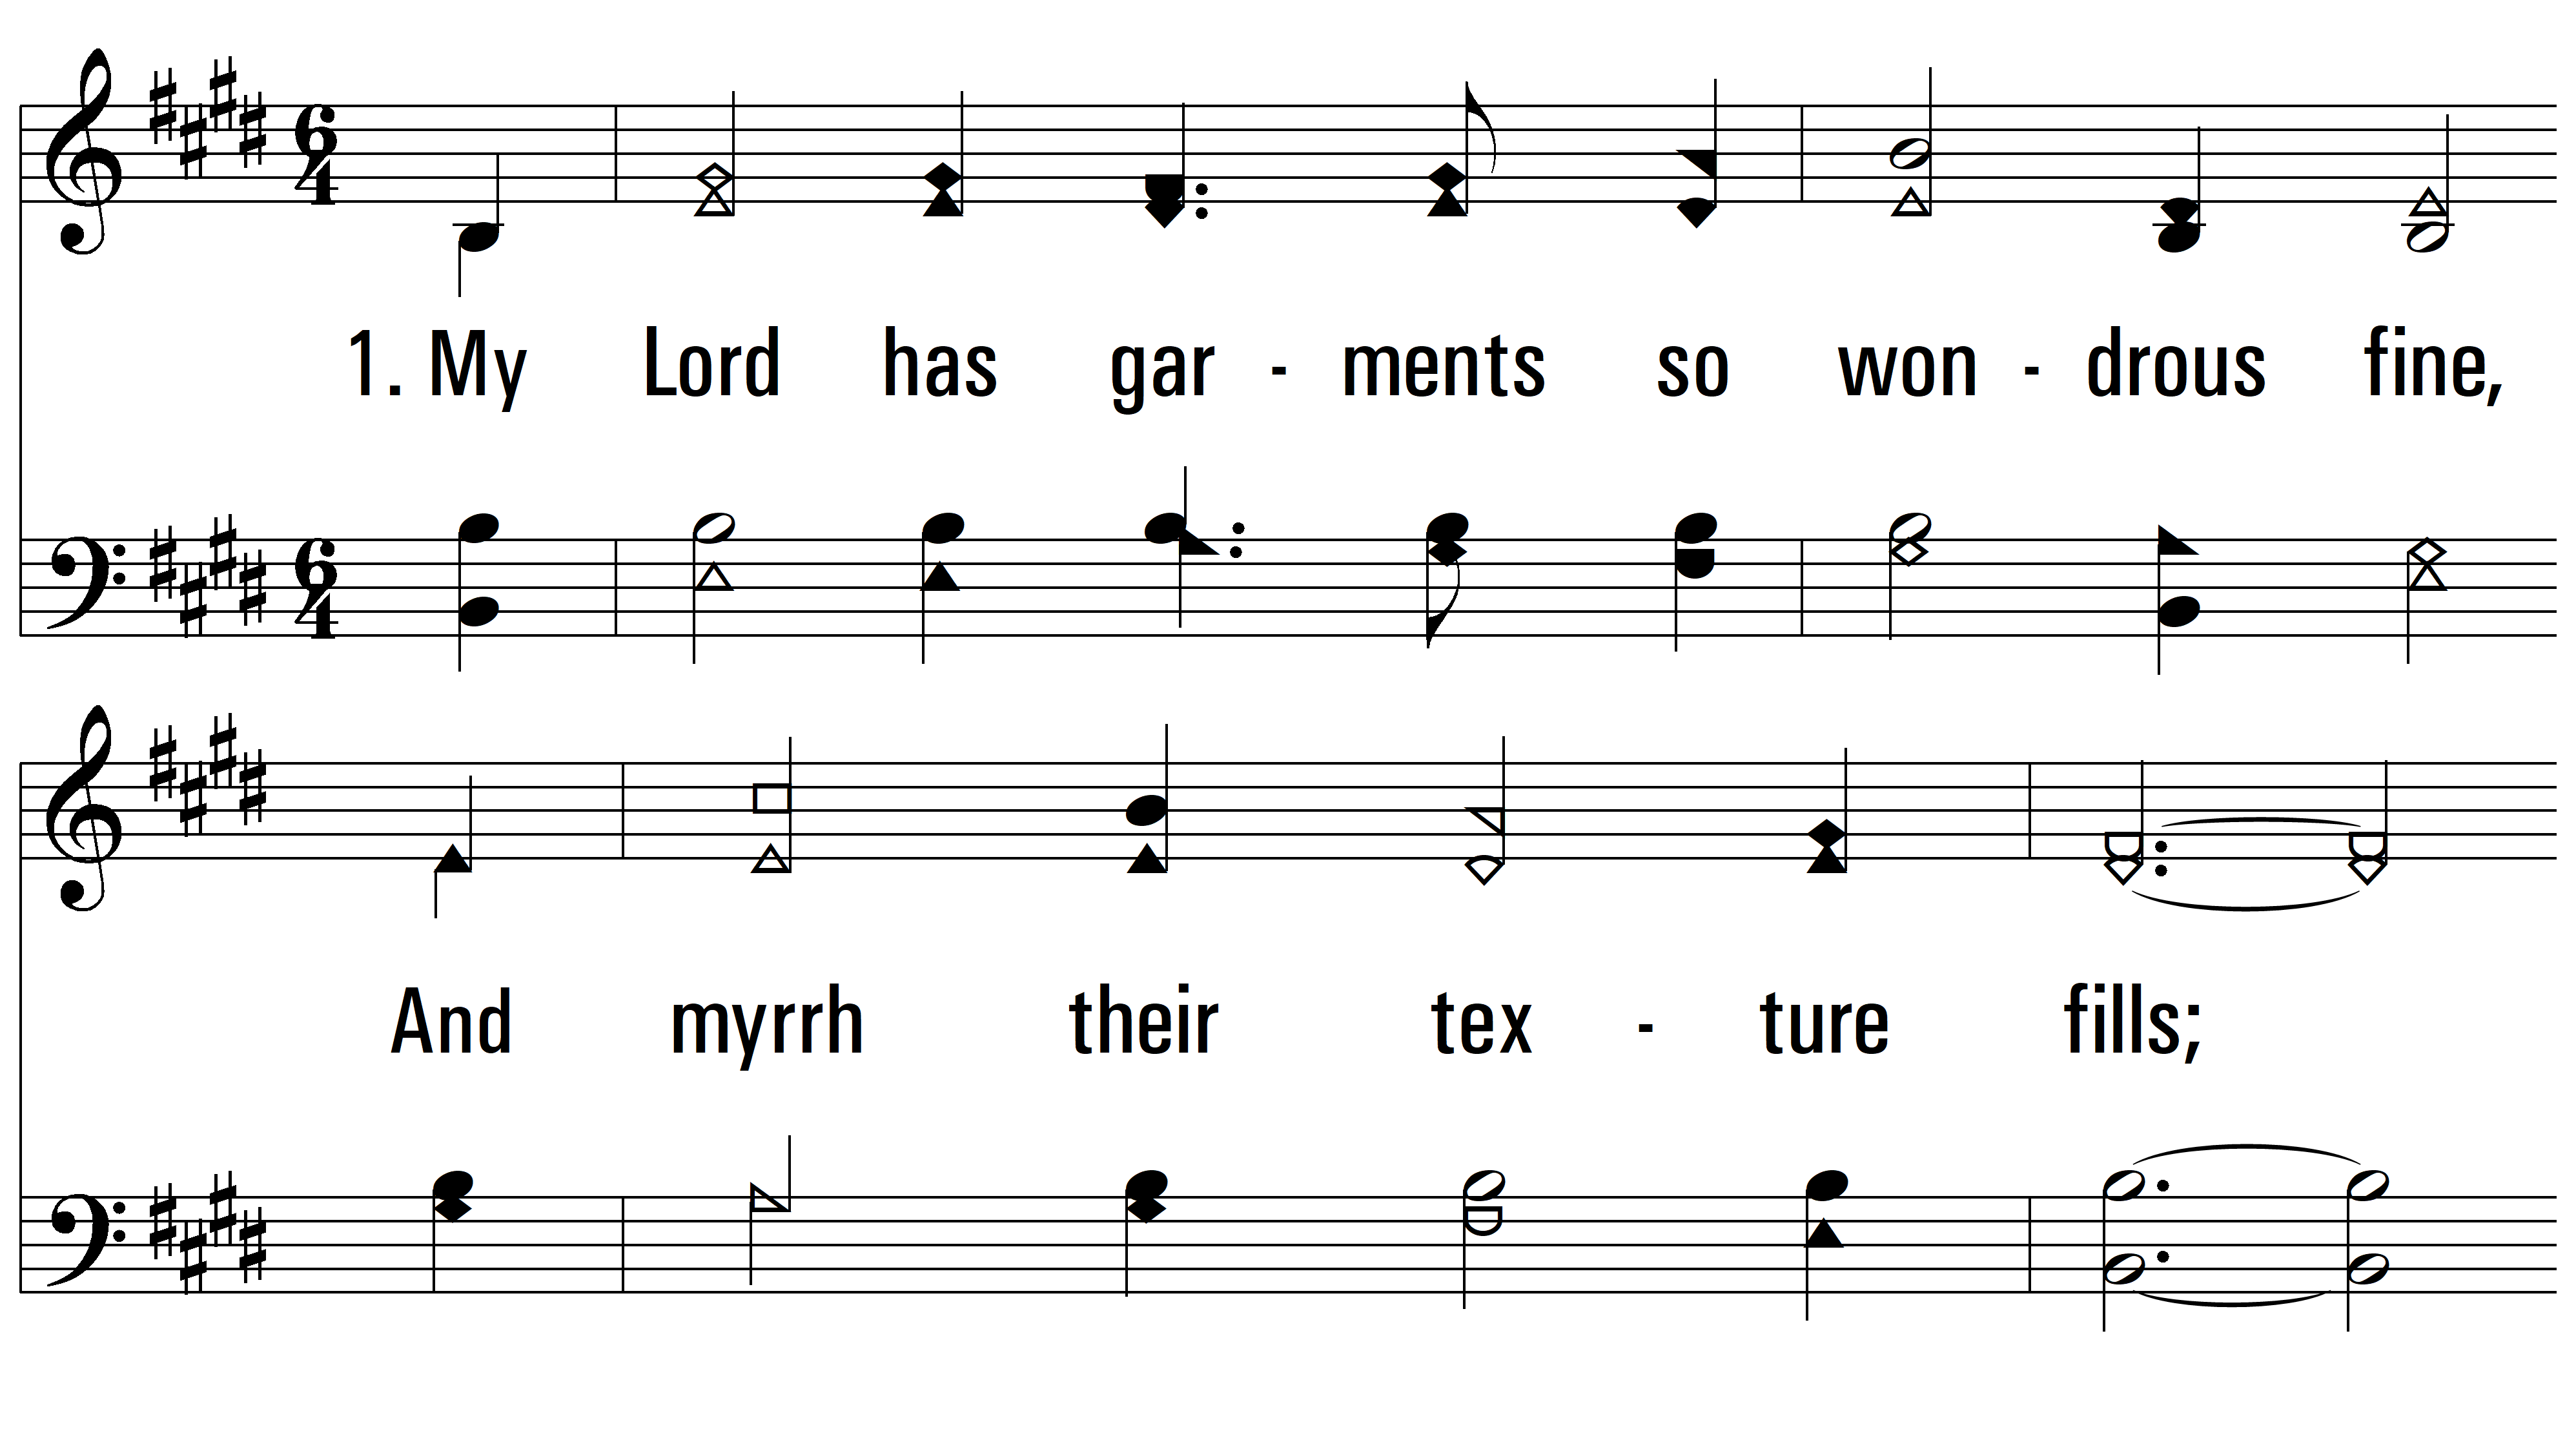 1. My Lord has gar - ments so won - drous fine,
And myrrh their tex - ture fills;